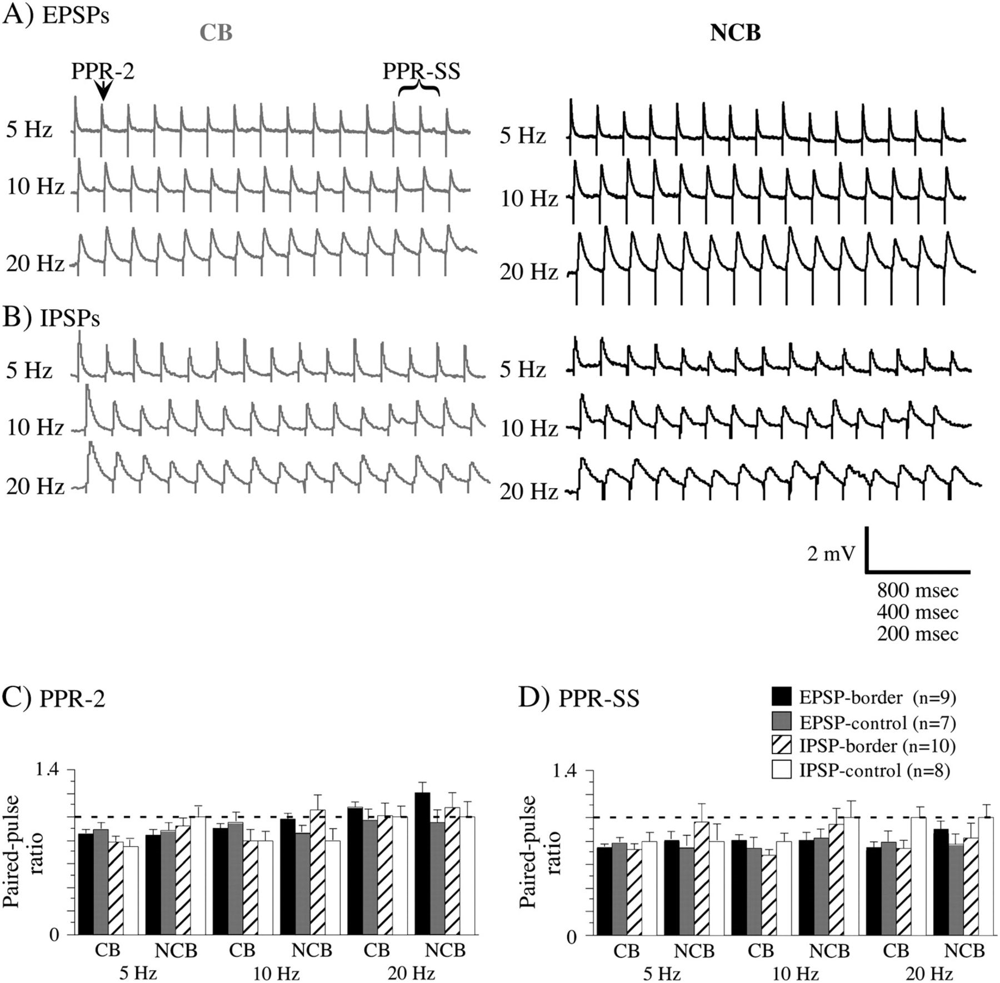 A) EPSPs
CB
NCB
PPR-2
PPR-SS
5 Hz
10 Hz
20 Hz
5 Hz
10 Hz
20 Hz
B) IPSPs
5 Hz
10 Hz
20 Hz
5 Hz
10 Hz
20 Hz
2 mV
800 msec
400 msec
200 msec
C) PPR-2
1.4
0
Paired-pulse
ratio
CB NCB CB NCB CB NCB
5 Hz 10 Hz 20 Hz
D) PPR-SS
EPSP-border (n=9)
EPSP-control (n=7)
IPSP-border (n=10)
IPSP-control (n=8)
1.4
0
Paired-pulse
ratio
CB NCB CB NCB CB NCB
5 Hz 10 Hz 20 Hz